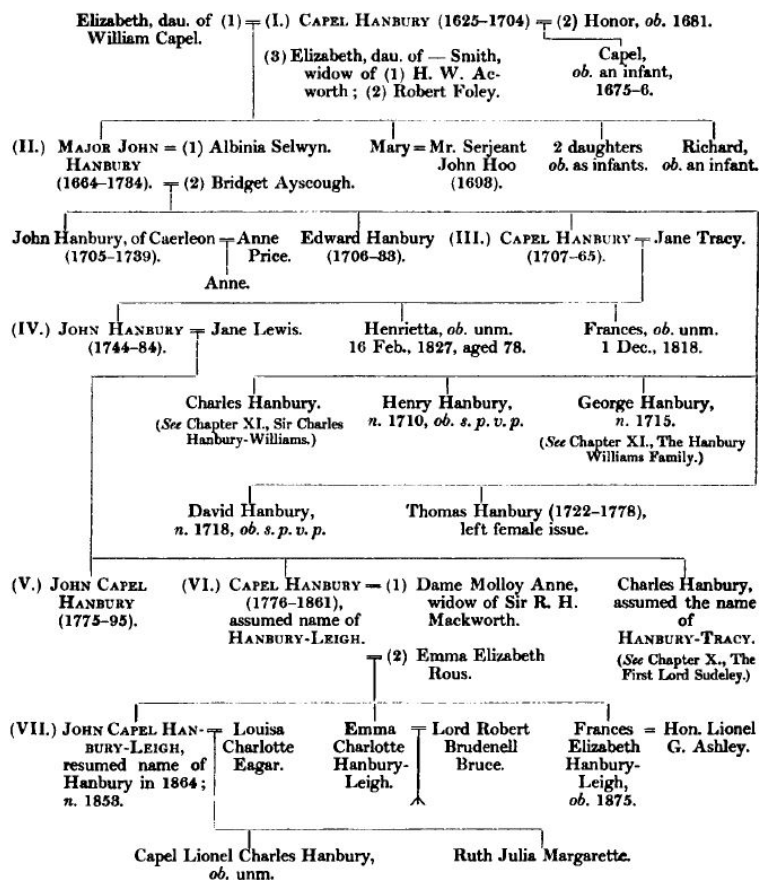 Elizabeth, dau. of (1) = (I.) CAPEL HANBURY (1625–1704) = (2) Honor, ob. 1681.
William Capel.
(3) Elizabeth, dau. of — Smith,
widow of (1) H. W. Ac-
worth; (2) Robert Foley.
Capel,
ob. an infant,
1675–6.
(II.) MAJOR JOHN = (1) Albinia Selwyn.
HANBURY
(1664–1734). = (2) Bridget Ayscough.
Mary = Mr. Serjeant
John Hoo
(1693).
2 daughters
ob. as infants.
Richard,
ob. an infant.
John Hanbury, of Caerleon = Anne
(1705–1739). Price.
Anne.
Edward Hanbury
(1706–33).
(III.) CAPEL HANBURY = Jane Tracy.
(1707–65)
(IV.) JOHN HANBURY = Jane Lewis.
(1744–84).
Henrietta, ob. unm.
16 Feb., 1827, aged 78.
Frances, ob. unm.
1 Dec., 1818.
Charles Hanbury.
(See Chapter XI., Sir Charles
Hanbury-Williams.)
Henry Hanbury,
n. 1710, ob. s. p. v. p.
George Hanbury,
n. 1715.
(See Chapter XI., The Hanbury
Williams Family.)
David Hanbury,
n. 1718, ob. s. p. v. p.
Thomas Hanbury (1722–1778),
left female issue.
(V.) JOHN CAPEL
HANBURY
(1775–95).
(VI.) CAPEL HANBURY = (1) Dame Molloy Anne,
(1776–1861), widow of Sir R. H.
assumed name of Mackworth.
HANBURY-LEIGH.
= (2) Emma Elizabeth
Rous.
Charles Hanbury,
assumed the name
of
HANBURY-TRACY.
(See Chapter X., The
First Lord Sudeley.)
(VII.) JOHN CAPEL HAN- = Louisa
BURY-LEIGH, Charlotte
resumed name of Eagar.
Hanbury in 1864;
n. 1853.
Emma = Lord Robert
Charlotte Brudenell
Hanbury- Bruce.
Leigh.
Frances = Hon. Lionel
Elizabeth G. Ashley.
Hanbury-
Leigh,
ob. 1875.
Capel Lionel Charles Hanbury,
ob. unm.
Ruth Julia Margarette.